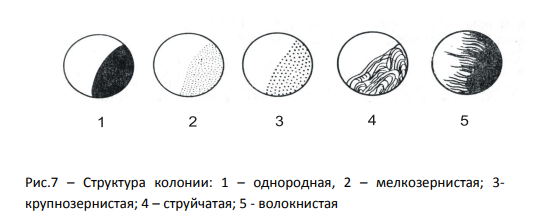 1 2 3 4 5
Рис.7 – Структура колонии: 1 – однородная, 2 – мелкозернистая; 3-
крупнозернистая; 4 – струйчатая; 5 - волокнистая